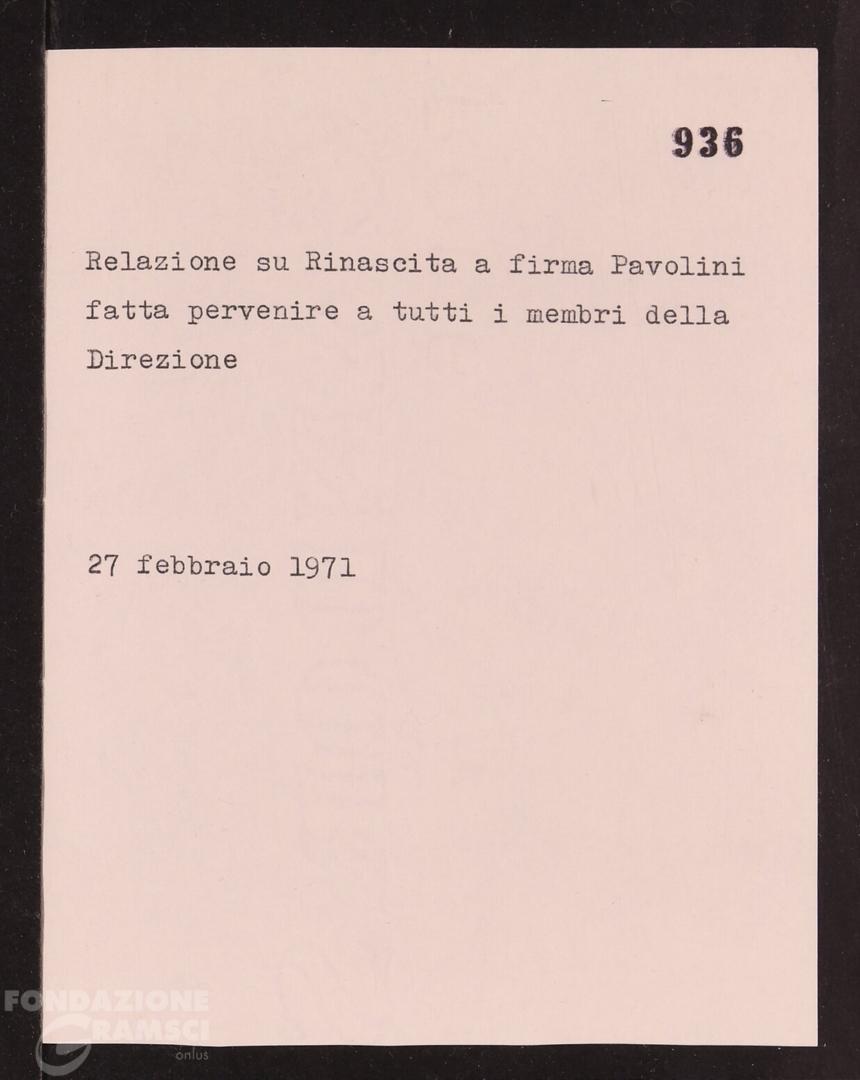 936
Relazione su Rinascita a firma Pavolini
fatta pervenire a tutti i membri della
Direzione
27 febbraio 1971
FONDAZIONE
GRAMSCI
onlus